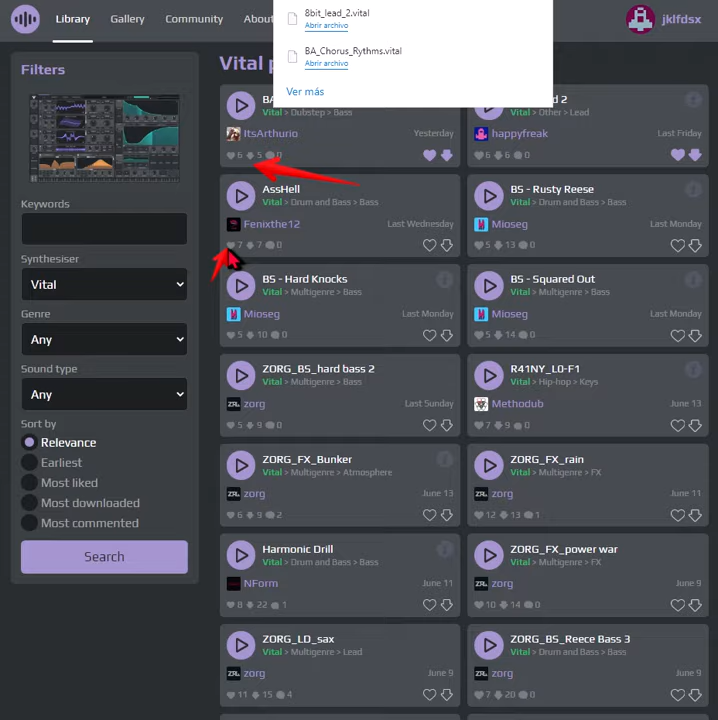 Library
Gallery
Community
About
8bit_lead_2.vital
Abrir archivo
BA_Chorus_Rythms.vital
Abrir archivo
Ver más
jklfdsx
Filters
Keywords
Synthesiser
Vital
Genre
Any
Sound type
Any
Sort by
Relevance
Earliest
Most liked
Most downloaded
Most commented
Search
Vital
BA
Vital > Dubstep > Bass
ItsArthurio
Yesterday
6 5 0
d 2
Vital > Other > Lead
happyfreak
Last Friday
6 6 0
AssHell
Vital > Drum and Bass > Bass
Fenixthe12
Last Wednesday
7 7 0
BS - Rusty Reese
Vital > Drum and Bass > Bass
Mioseg
Last Monday
5 13 0
BS - Hard Knocks
Vital > Multigenre > Bass
Mioseg
Last Monday
5 10 0
BS - Squared Out
Vital > Multigenre > Bass
Mioseg
Last Monday
5 14 0
ZORG_BS_hard bass 2
Vital > Multigenre > Bass
zorg
Last Sunday
5 9 0
R41NY_L0-F1
Vital > Hip-hop > Keys
Methodub
June 13
7 9 0
ZORG_FX_Bunker
Vital > Multigenre > Atmosphere
zorg
June 13
6 9 2
ZORG_FX_rain
Vital > Multigenre > FX
zorg
June 11
12 13 1
Harmonic Drill
Vital > Drum and Bass > Bass
NForm
June 11
8 22 1
ZORG_FX_power war
Vital > Multigenre > FX
zorg
June 9
10 14 0
ZORG_LD_sax
Vital > Multigenre > Lead
zorg
June 9
11 15 4
ZORG_BS_Reece Bass 3
Vital > Drum and Bass > Bass
zorg
June 9
7 20 0